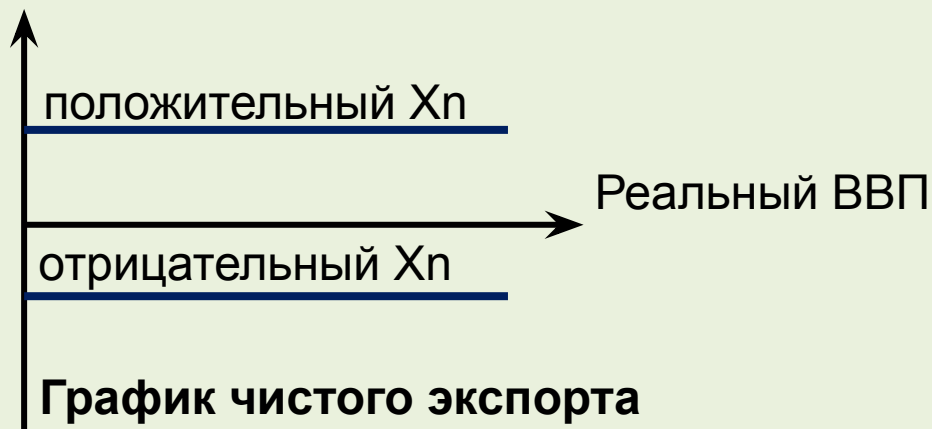 положительный Xn
Реальный ВВП
отрицательный Xn
График чистого экспорта